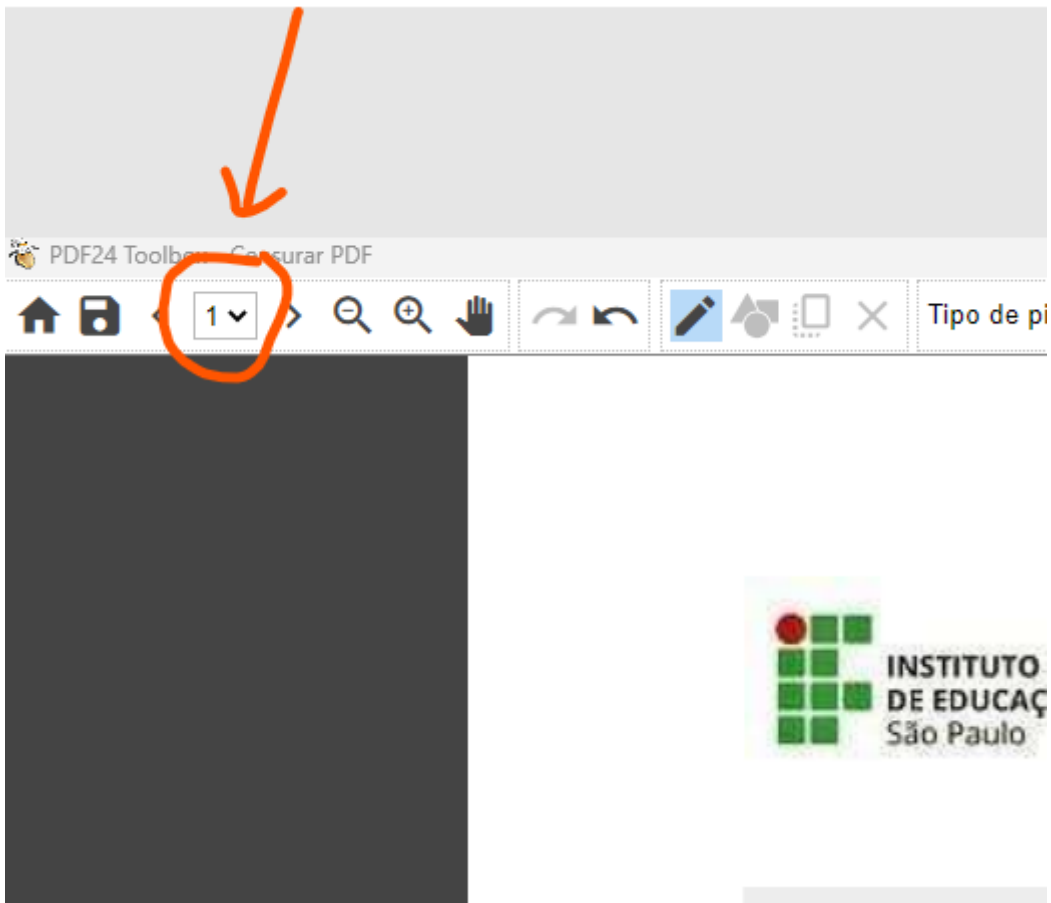 PDF24 Toolbox - Censurar PDF
1
Tipo de pi
INSTITUTO
DE EDUCAÇ
São Paulo